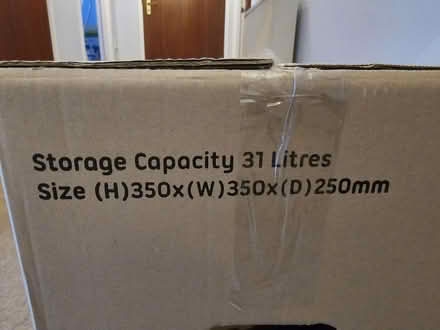 Storage Capacity 31 Litres
Size (H)350x(W)350x(D)250mm